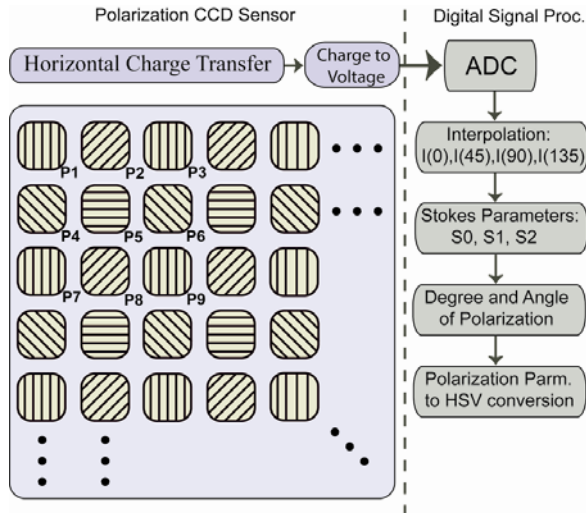 Polarization CCD Sensor
Digital Signal Proc.
Horizontal Charge Transfer
Charge to
Voltage
ADC
P1
P2
P3
P4
P5
P6
P7
P8
P9
Interpolation:
I(0),I(45),I(90),I(135)
Stokes Parameters:
S0, S1, S2
Degree and Angle
of Polarization
Polarization Parm.
to HSV conversion